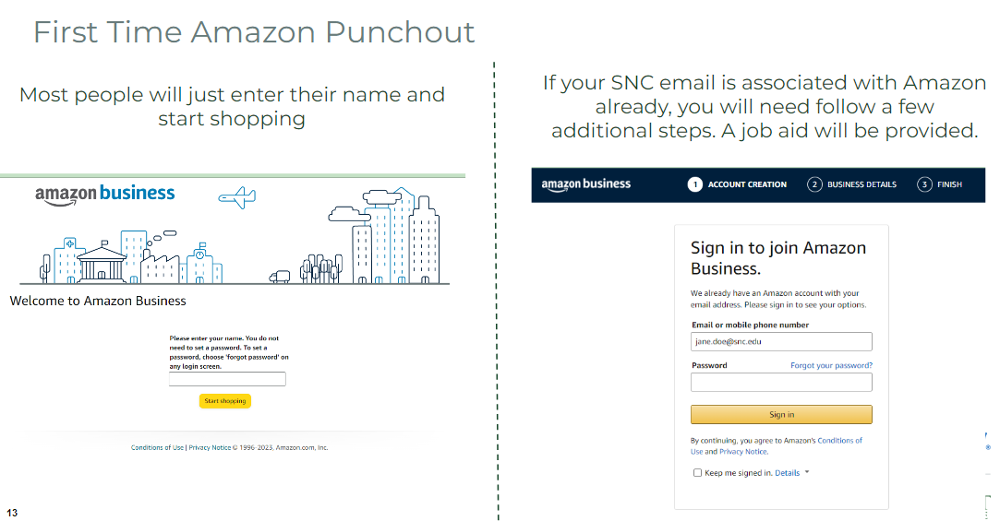 First Time Amazon Punchout
Most people will just enter their name and
start shopping
amazon business
Welcome to Amazon Business
Please enter your name. You do not
need to set a password. To set a
password, choose 'forgot password' on
any login screen.
Start shopping
Conditions of Use | Privacy Notice © 1996-2023, Amazon.com, Inc.
13
If your SNC email is associated with Amazon
already, you will need follow a few
additional steps. A job aid will be provided.
amazon business
1 ACCOUNT CREATION 2 BUSINESS DETAILS 3 FINISH
Sign in to join Amazon
Business.
We already have an Amazon account with your
email address. Please sign in to see your options.
Email or mobile phone number
jane.doe@snc.edu
Password Forgot your password?
Sign in
By continuing, you agree to Amazon's Conditions of
Use and Privacy Notice.
Keep me signed in. Details